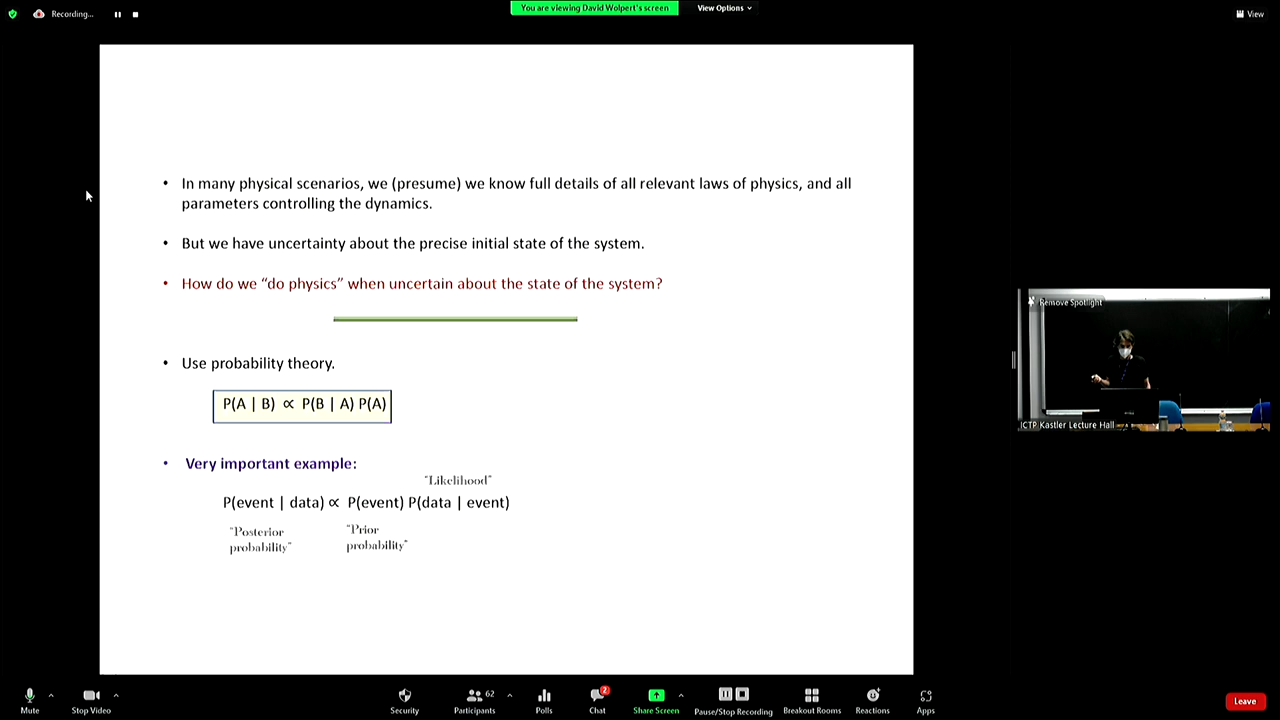 Recording...
You are viewing David Wolpert's screen
View Options
View
• In many physical scenarios, we (presume) we know full details of all relevant laws of physics, and all
parameters controlling the dynamics.
• But we have uncertainty about the precise initial state of the system.
• How do we “do physics” when uncertain about the state of the system?
• Use probability theory.
P(A | B) ∝ P(B | A) P(A)
• Very important example:
"Likelihood"
P(event | data) ∝ P(event) P(data | event)
"Posterior
probability"
"Prior
probability"
Remove Spotlight
ICTP Kastler Lecture Hall
Mute
Stop Video
Security
Participants
62
Polls
Chat
2
Share Screen
Pause/Stop Recording
Breakout Rooms
Reactions
Apps
Leave